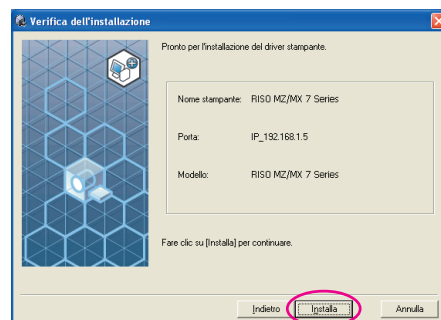 Verifica dell'installazione
Pronto per l'installazione del driver stampante.
Nome stampante: RISO MZ/MX 7 Series
Porta: IP_192.168.1.5
Modello: RISO MZ/MX 7 Series
Fare clic su [Installa] per continuare.
Indietro Installa Annulla